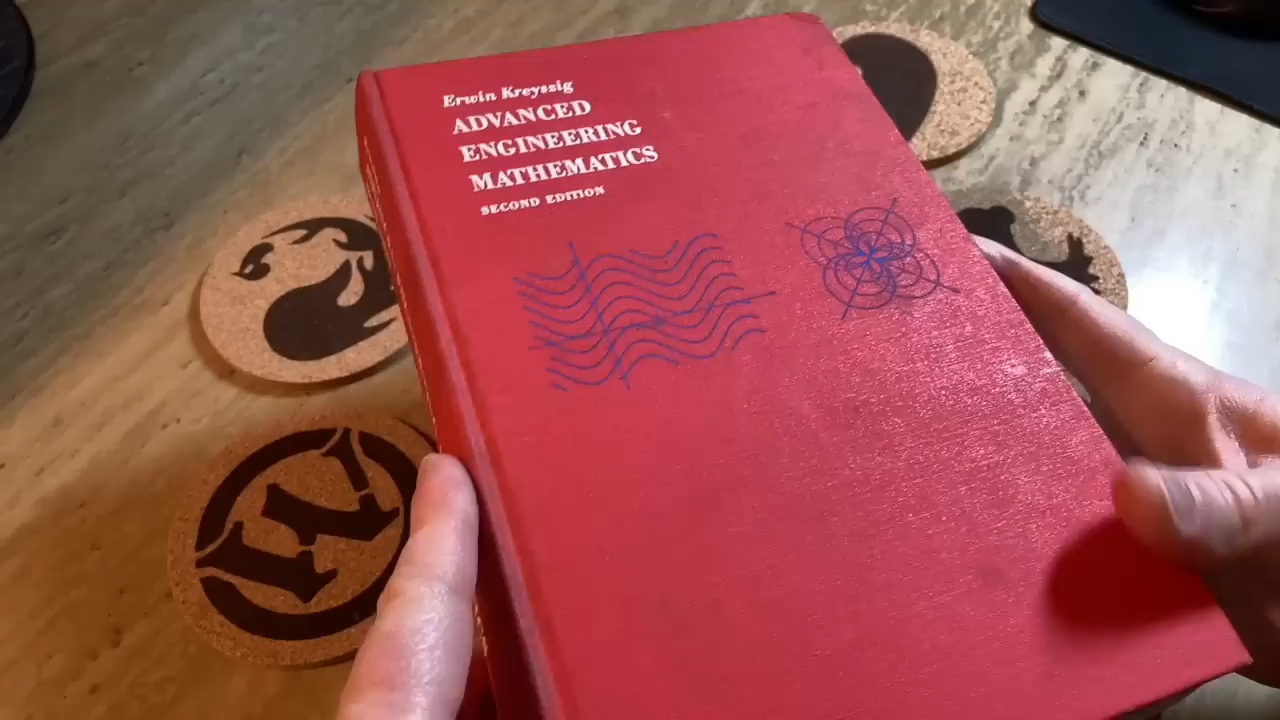 Erwin Kreyszig
ADVANCED
ENGINEERING
MATHEMATICS
SECOND EDITION